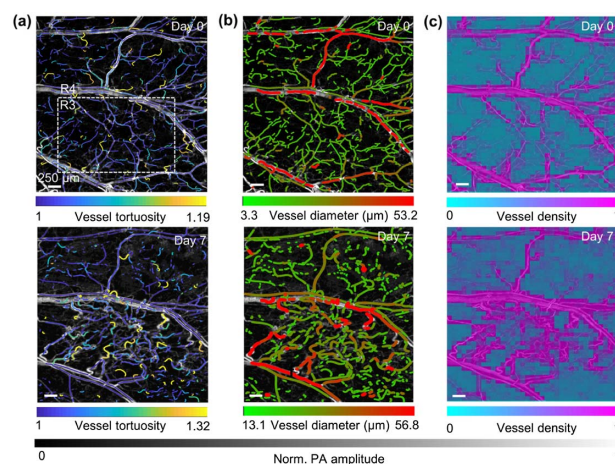 (a)
Day 0
R4
R3
250 µm
1 Vessel tortuosity 1.19
Day 7
1 Vessel tortuosity 1.32
(b)
Day 0
3.3 Vessel diameter (µm) 53.2
Day 7
13.1 Vessel diameter (µm) 56.8
(c)
Day 0
0 Vessel density
Day 7
0 Vessel density
0 Norm. PA amplitude